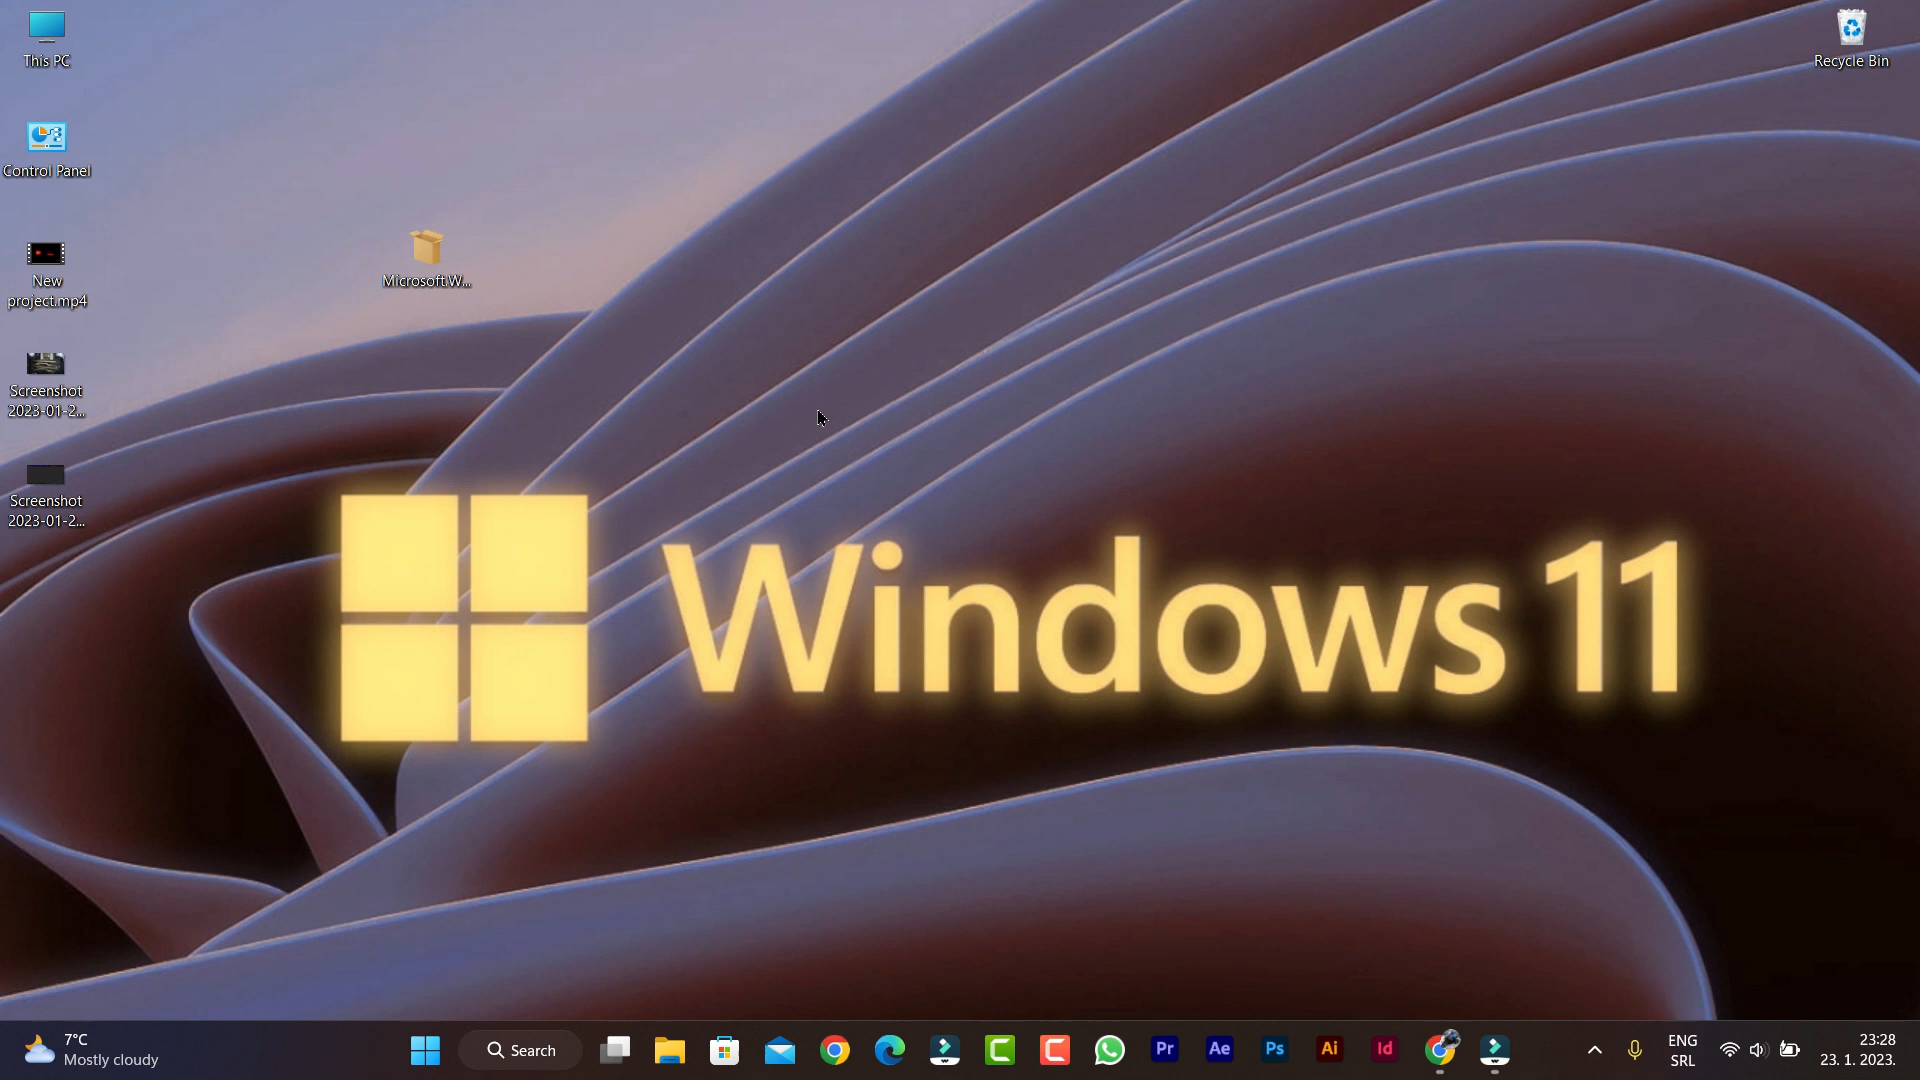 This PC
Recycle Bin
Control Panel
New
project.mp4
Microsoft.W...
Screenshot
2023-01-2...
Screenshot
2023-01-2...
Windows 11
7°C
Mostly cloudy
Search
Pr
Ae
Ps
Ai
Id
ENG
SRL
23:28
23. 1. 2023.